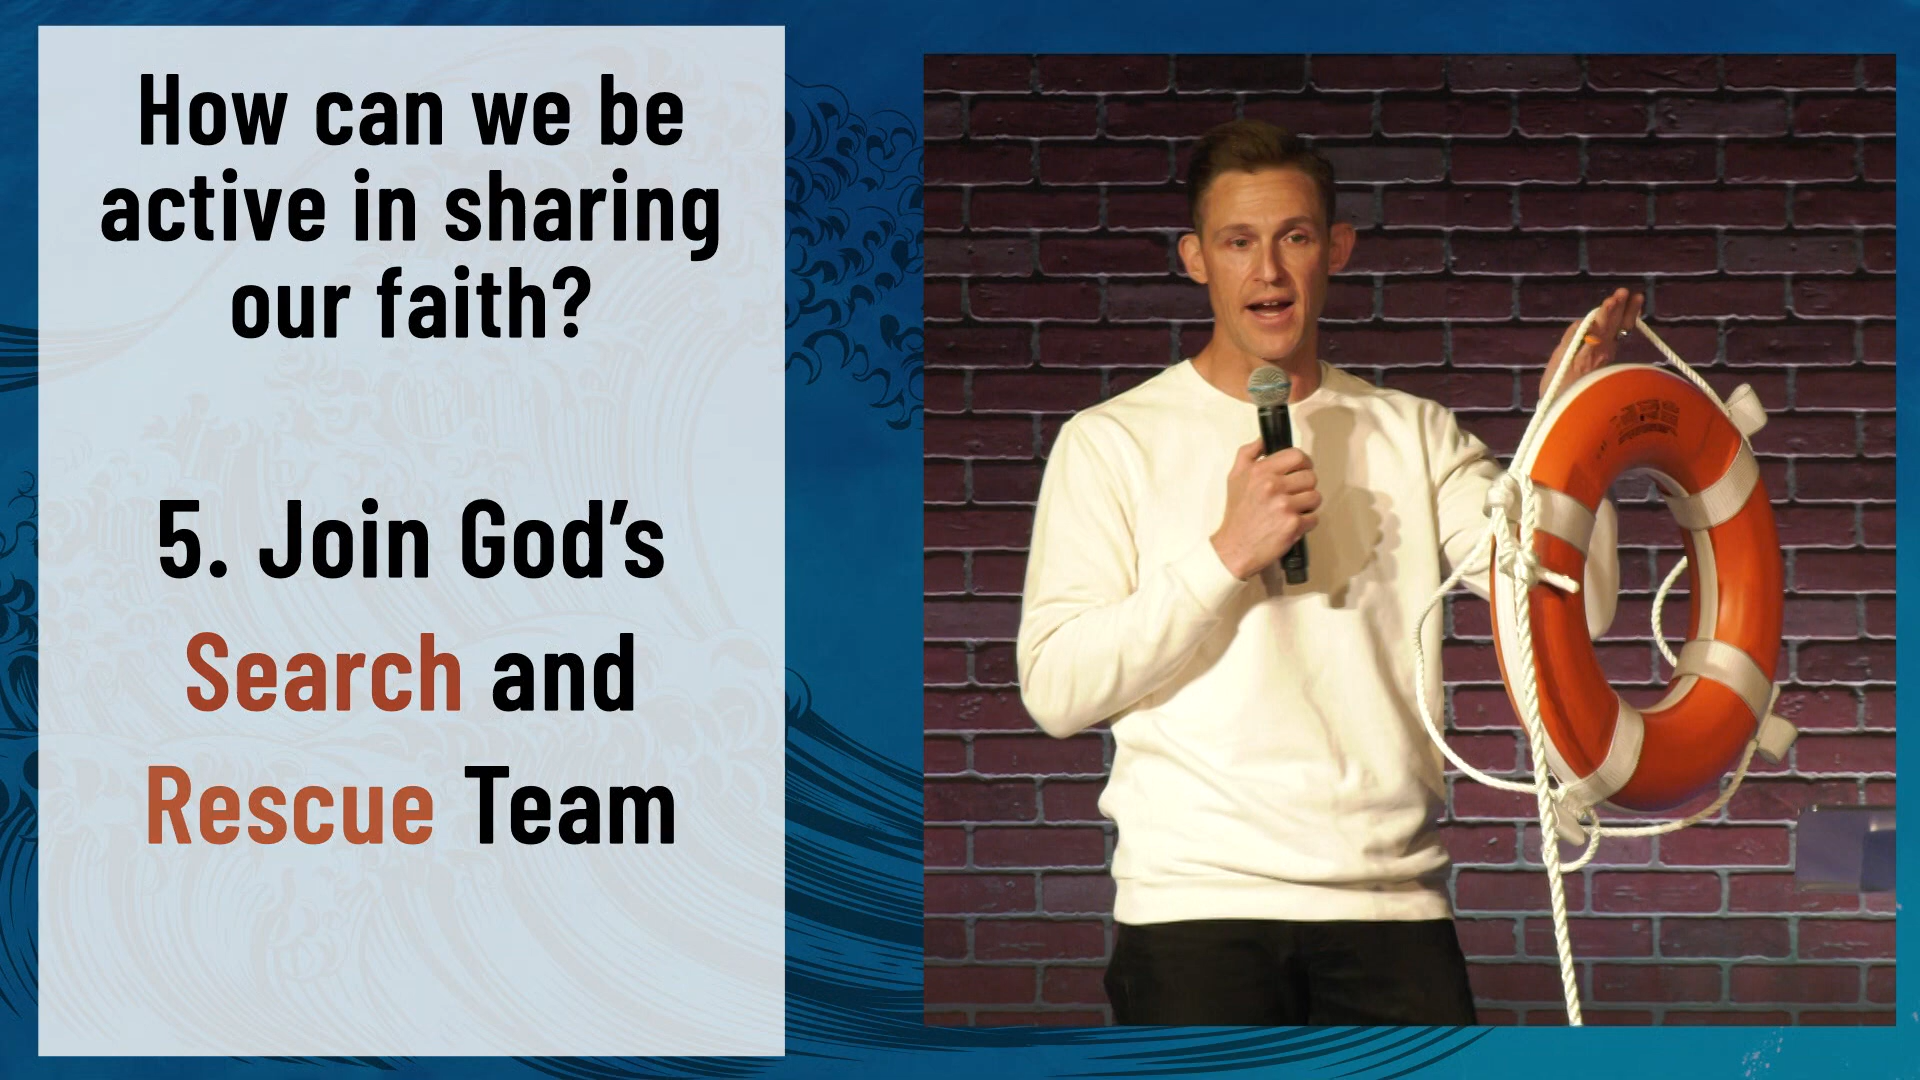 How can we be
active in sharing
our faith?
5. Join God’s
Search and
Rescue Team